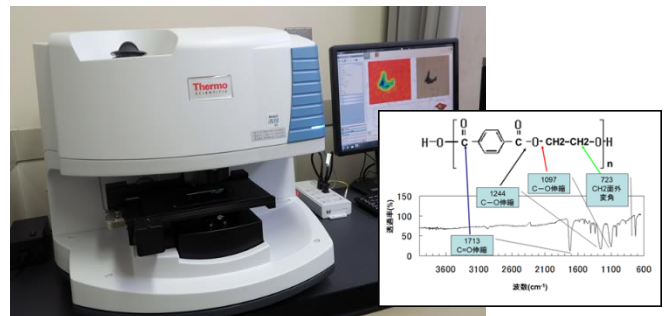 Thermo
SCIENTIFIC
O
O
H-O
C
C
O
CH2-CH2
O
H
n
1244
C－O伸縮
1097
C－O伸縮
723
CH2面外
変角
1713
C=O伸縮
透過率(%)
150
100
50
0
3600
3100
2600
2100
1600
1100
600
波数(cm-1)